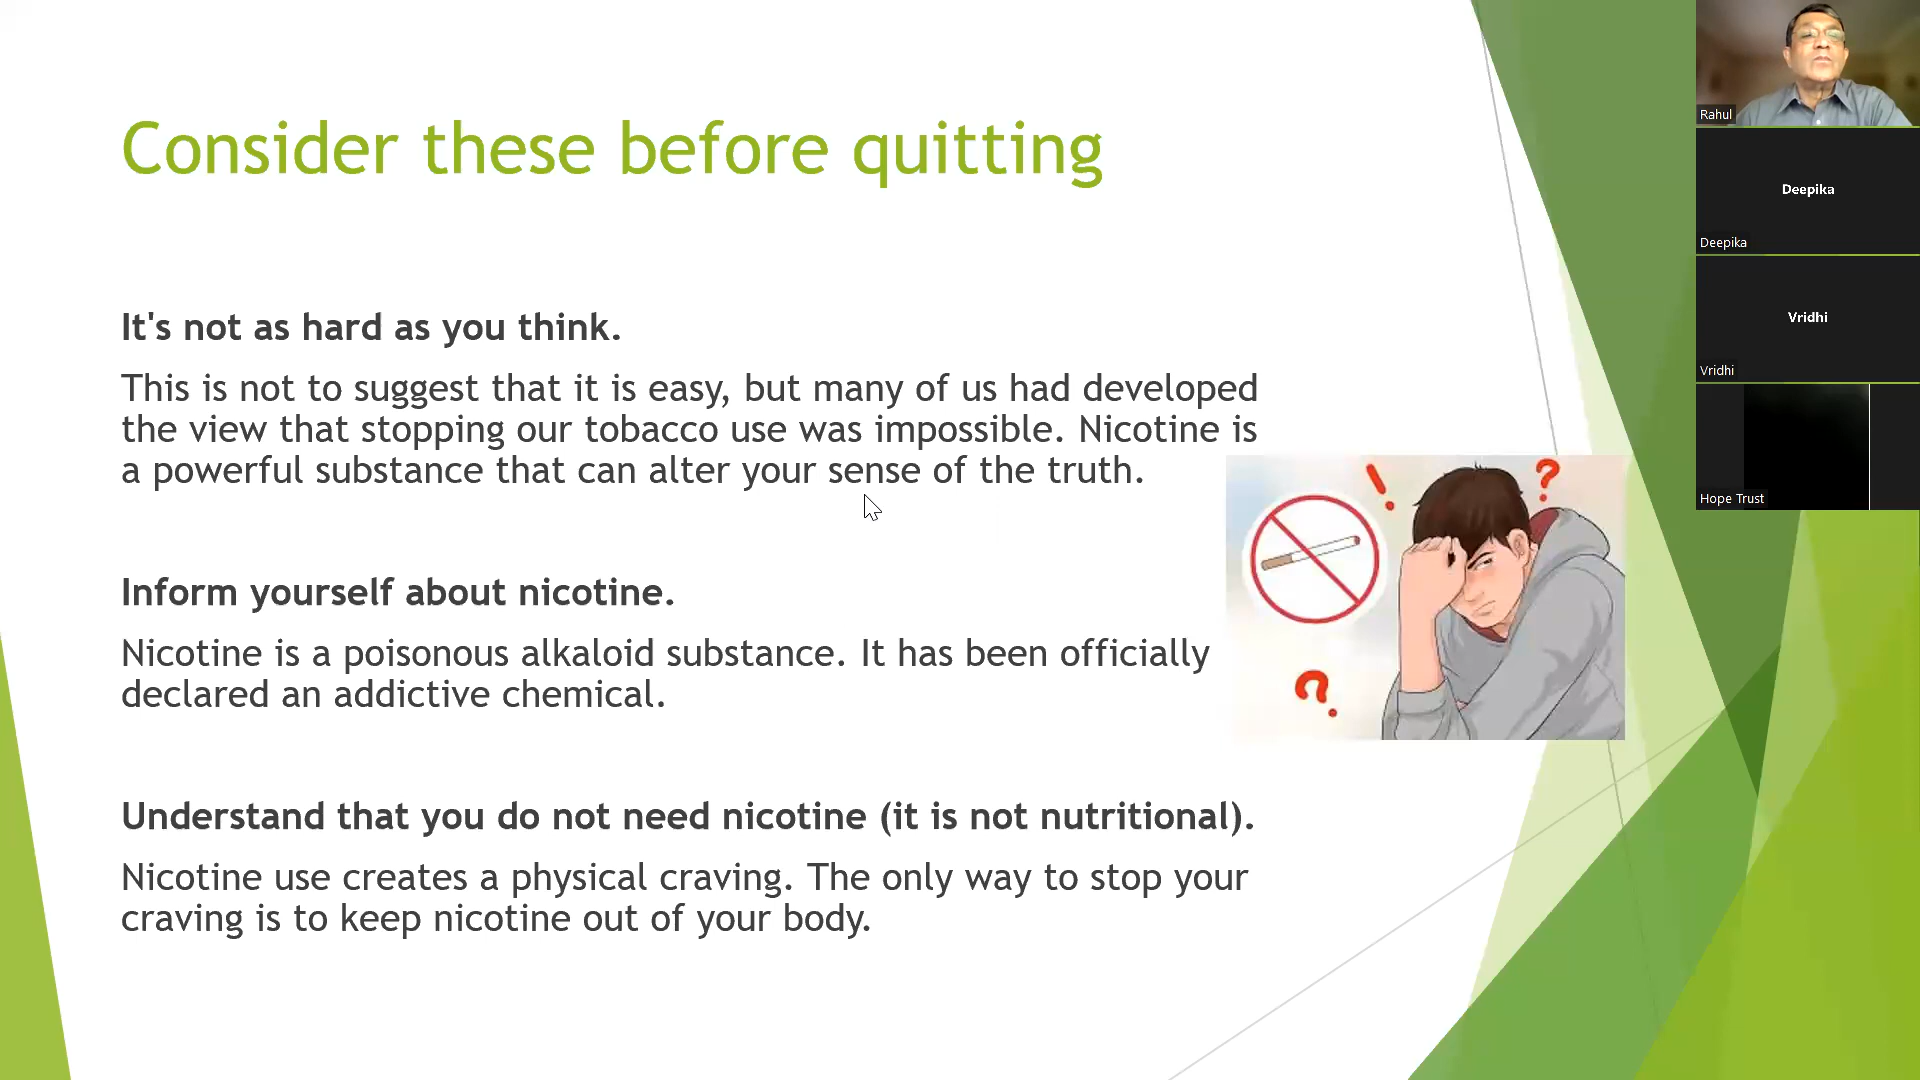 Consider these before quitting
It's not as hard as you think.
This is not to suggest that it is easy, but many of us had developed
the view that stopping our tobacco use was impossible. Nicotine is
a powerful substance that can alter your sense of the truth.
Inform yourself about nicotine.
Nicotine is a poisonous alkaloid substance. It has been officially
declared an addictive chemical.
Understand that you do not need nicotine (it is not nutritional).
Nicotine use creates a physical craving. The only way to stop your
craving is to keep nicotine out of your body.
! ?
?
Rahul
Deepika
Deepika
Vridhi
Vridhi
Hope Trust